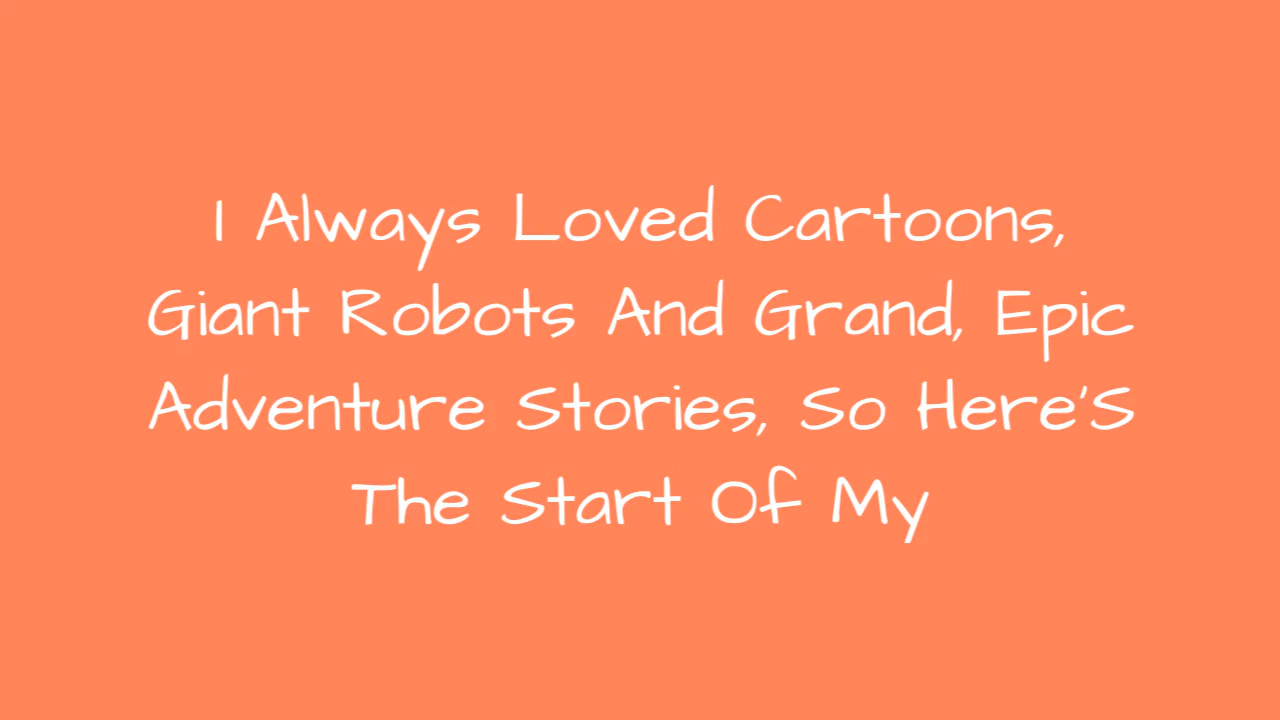 I Always Loved Cartoons,
Giant Robots And Grand, Epic
Adventure Stories, So Here'S
The Start Of My